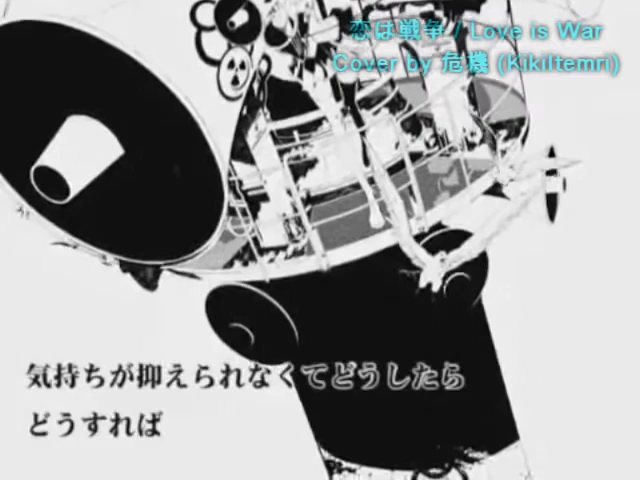 恋は戦争 / Love is War
Cover by 危機 (KikiItemri)
気持ちが抑えられなくてどうしたら
どうすれば